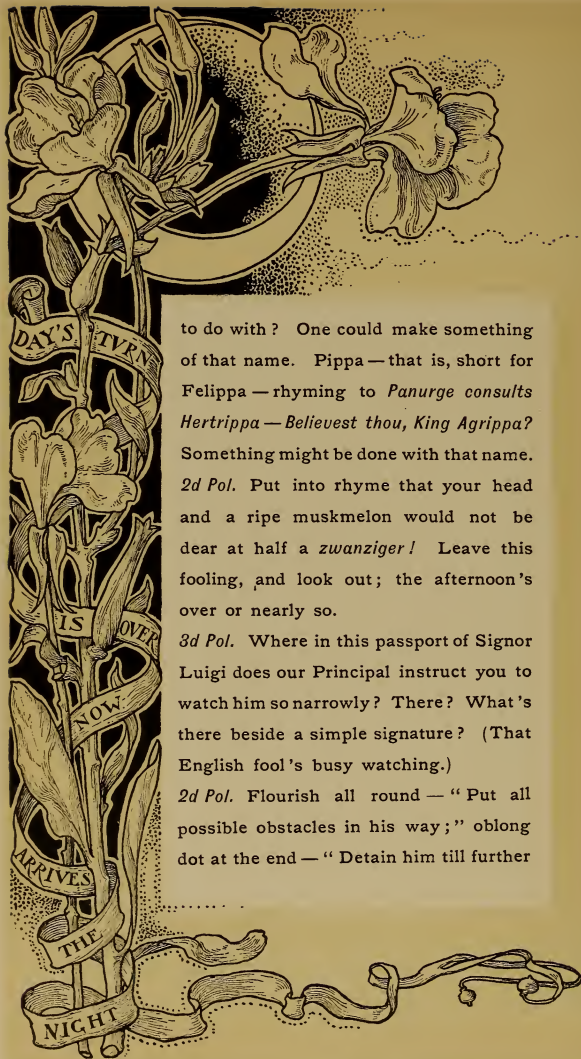 DAY'S TVRN
IS OVER
NOW
ARRIVES
THE
NIGHT
to do with? One could make something
of that name. Pippa — that is, short for
Felippa — rhyming to Panurge consults
Hertrippa — Believest thou, King Agrippa?
Something might be done with that name.
2d Pol. Put into rhyme that your head
and a ripe muskmelon would not be
dear at half a zwanziger! Leave this
fooling, and look out; the afternoon's
over or nearly so.
3d Pol. Where in this passport of Signor
Luigi does our Principal instruct you to
watch him so narrowly? There? What's
there beside a simple signature? (That
English fool's busy watching.)
2d Pol. Flourish all round — "Put all
possible obstacles in his way;" oblong
dot at the end — "Detain him till further